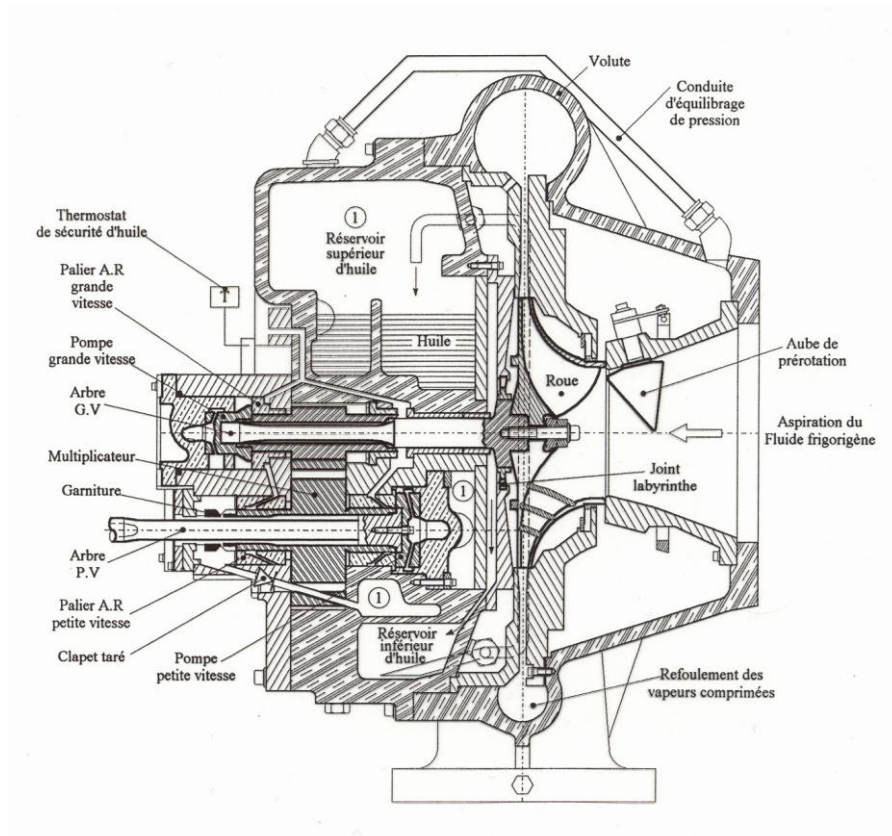 Volute
Conduite
d'équilibrage
de pression
Thermostat
de sécurité d'huile
1
Réservoir
supérieur
d'huile
Palier A.R
grande
vitesse
Pompe
grande vitesse
Huile
Aube de
prérotation
Roue
Arbre
G.V
Aspiration du
Fluide frigorigène
Multiplicateur
Joint
labyrinthe
Garniture
1
Arbre
P.V
Palier A.R
petite vitesse
1
Clapet taré
Pompe
petite vitesse
Réservoir
inférieur
d'huile
Refoulement des
vapeurs comprimées